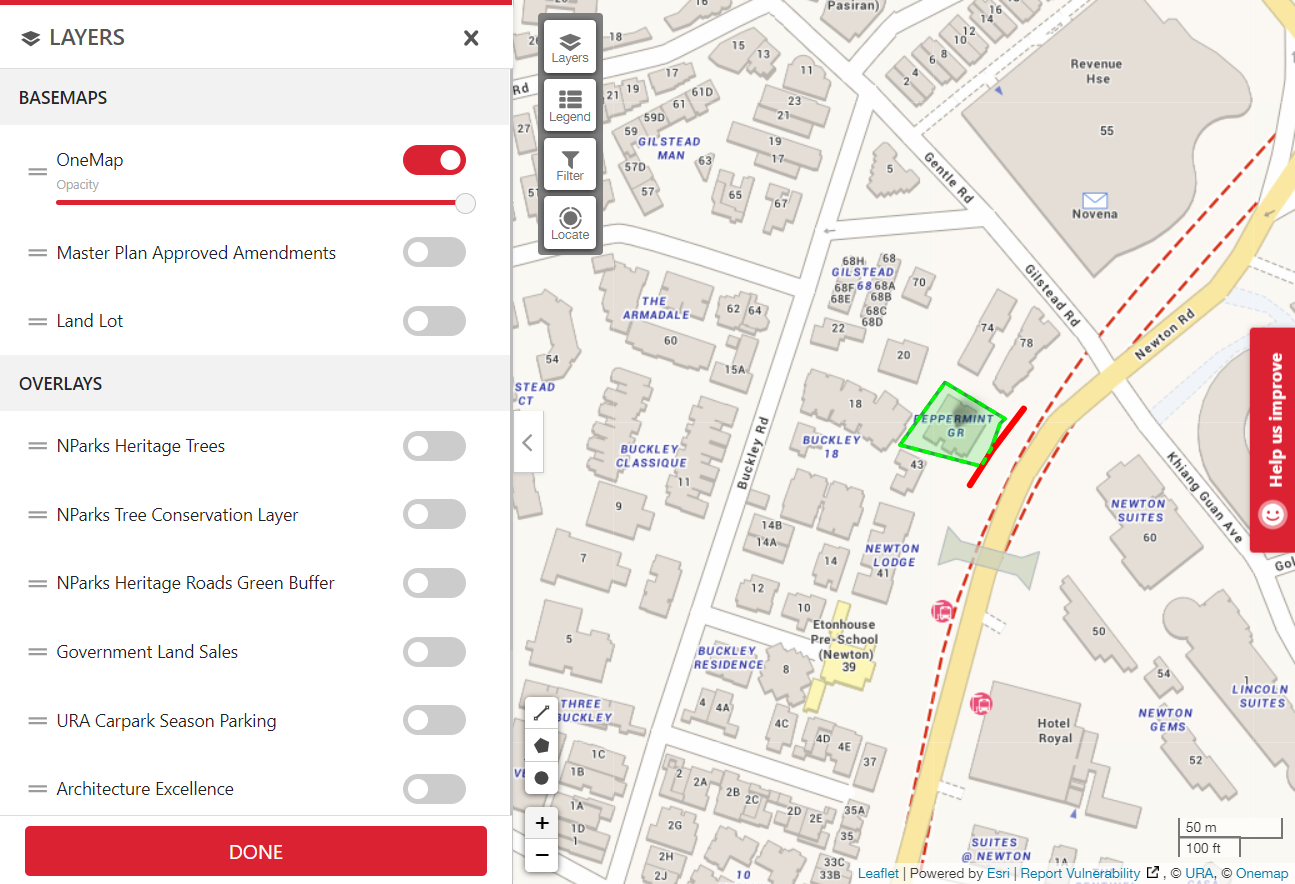 LAYERS
BASEMAPS
OneMap
Opacity
Master Plan Approved Amendments
Land Lot
OVERLAYS
NParks Heritage Trees
NParks Tree Conservation Layer
NParks Heritage Roads Green Buffer
Government Land Sales
URA Carpark Season Parking
Architecture Excellence
DONE
Layers
Legend
Filter
Locate
Pasiran)
16
18
Rd
15
13
11
17
21
19
61D
61
59D
59
27
GILSTEAD
MAN
57D
57
63
65
67
23
21
19
17
5
16
14
12
10
8
6
4
2
Revenue
Hse
55
Novena
Gentle Rd
Gilstead Rd
Newton Rd
Khiang Guan Ave
Buckley Rd
68H
68
GILSTEAD
68
68F
68A
68E
68B
68C
68D
70
22
20
74
78
THE
ARMADALE
60
62
64
15A
54
STEAD
CT
18
BUCKLEY
18
PEPPERMINT
GR
43
BUCKLEY
CLASSIQUE
11
9
7
5
14B
14A
14
12
10
NEWTON
LODGE
41
NEWTON
SUITES
60
Etonhouse
Pre-School
(Newton)
39
BUCKLEY
RESIDENCE
8
4
4A
4C
4D
4E
37
THREE
BUCKLEY
1C
1B
1A
1D
1
2
2A
2B
2C
2D
2E
35A
35
2G
2H
2J
33C
33B
10
50
54
1
LINCOLN
SUITES
NEWTON
GEMS
52
Hotel
Royal
SUITES
@ NEWTON
1A
Help us improve
+
−
50 m
100 ft
Leaflet | Powered by Esri | Report Vulnerability , © URA, © Onemap